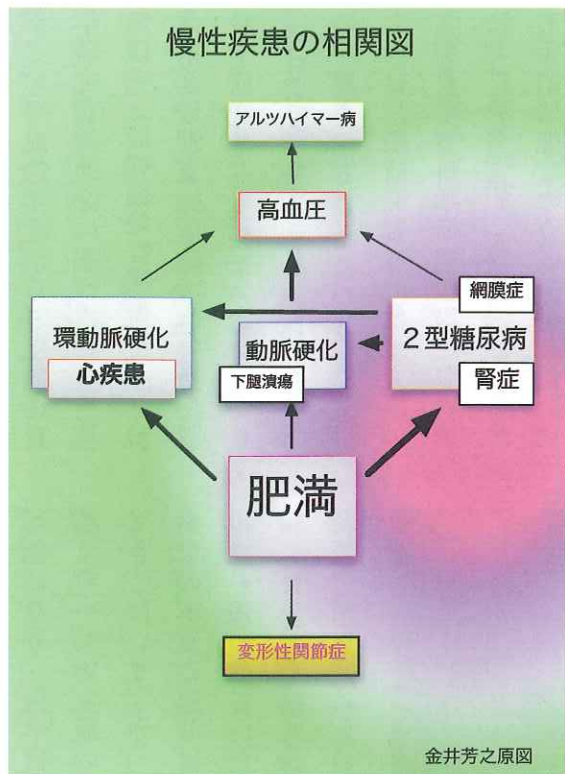 慢性疾患の相関図
アルツハイマー病
高血圧
網膜症
環動脈硬化
心疾患
動脈硬化
下腿潰瘍
2型糖尿病
腎症
肥満
変形性関節症
金井芳之原図